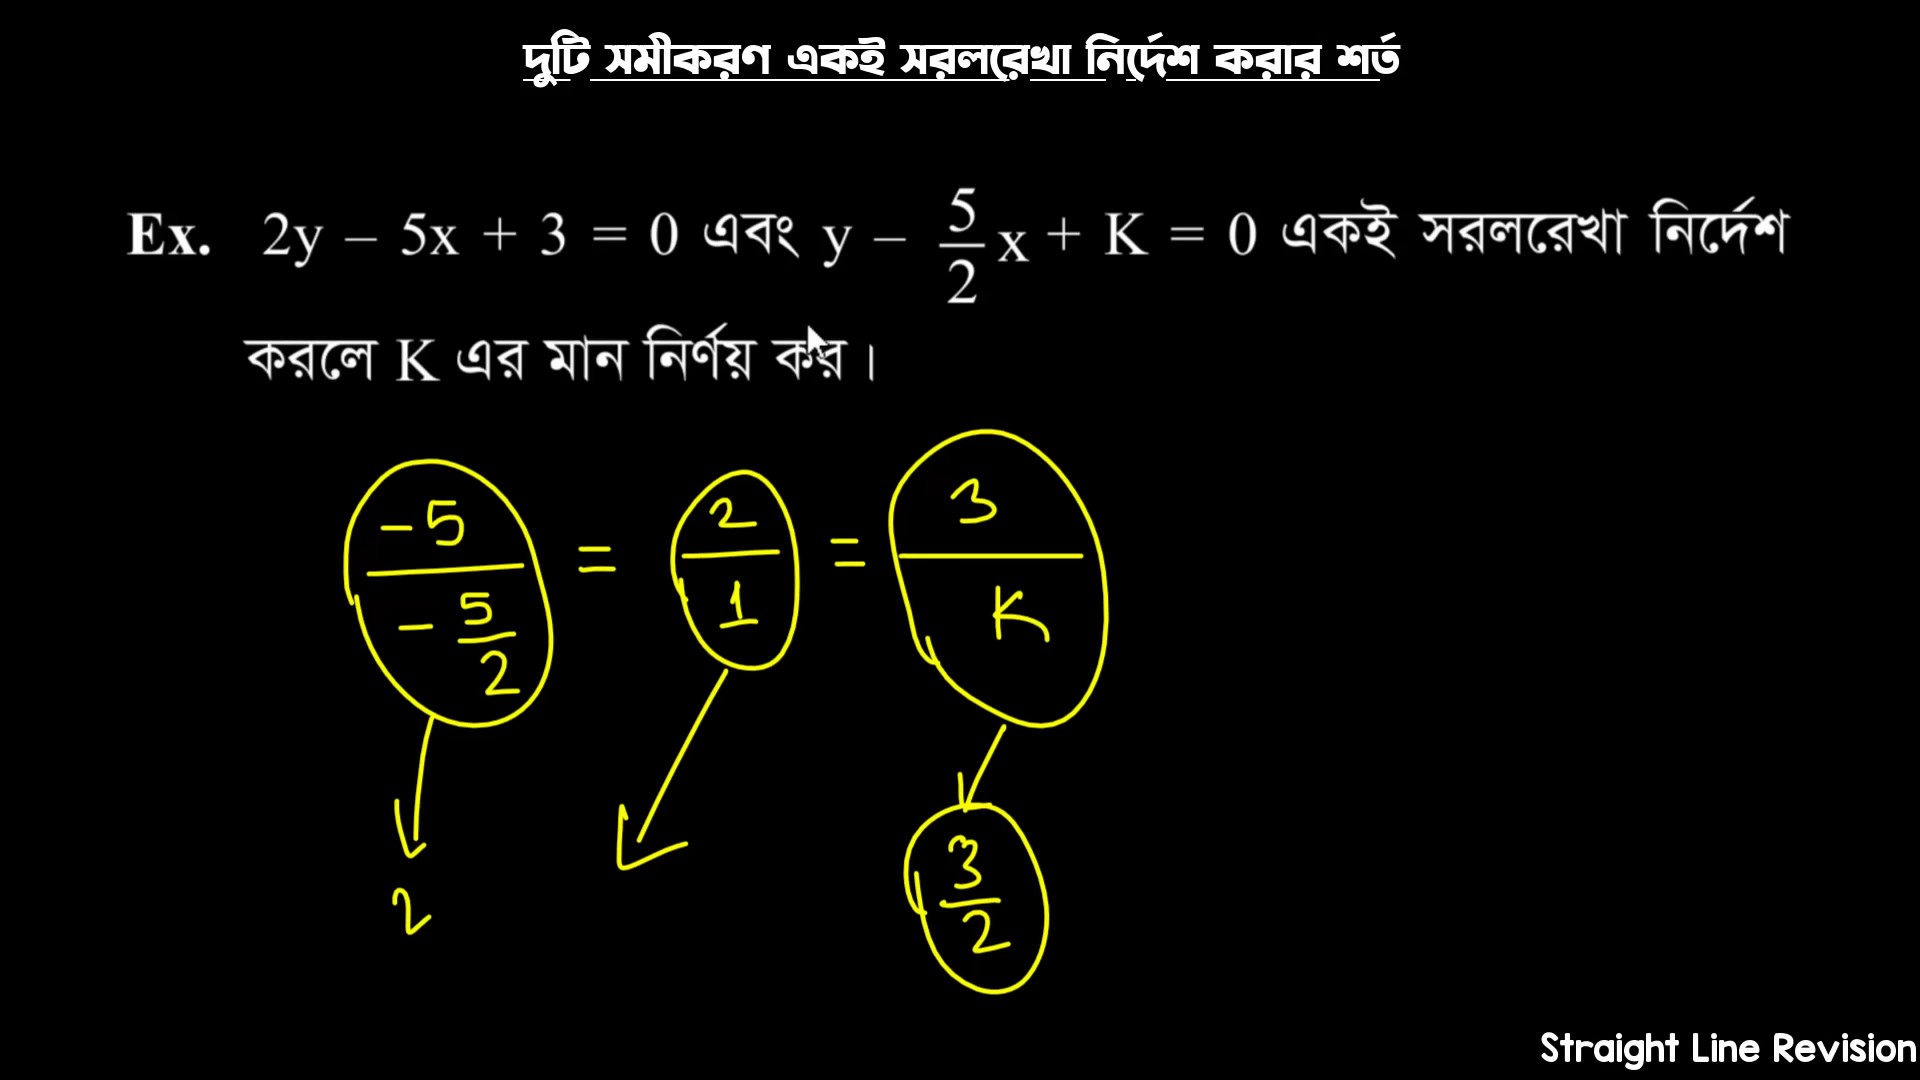 দুটি সমীকরণ একই সরলরেখা নির্দেশ করার শর্ত
Ex. 2y – 5x + 3 = 0 এবং y – 5/2 x + K = 0 একই সরলরেখা নির্দেশ
করলে K এর মান নির্ণয় কর।
-5/(-5/2) = 2/1 = 3/K
2
3/2
Straight Line Revision